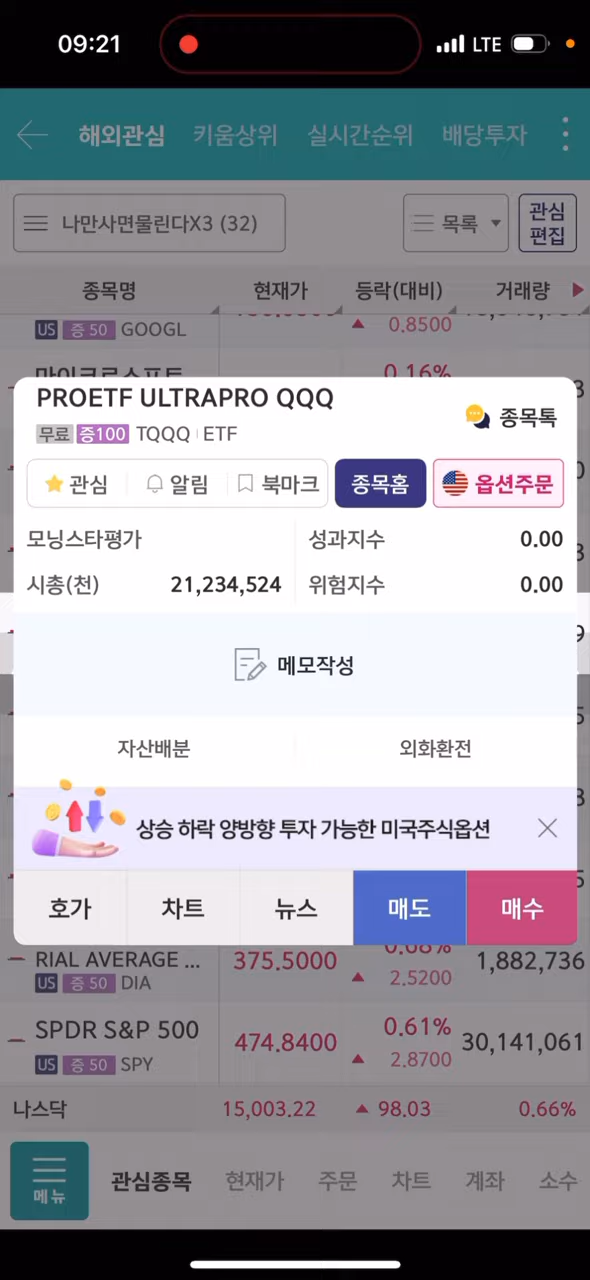 09:21
LTE
해외관심 키움상위 실시간순위 배당투자
나만사면물린다X3 (32)
목록
관심
편집
종목명 현재가 등락(대비) 거래량
US 증50 GOOGL
0.8500
마이크로소프트
0.16%
PROETF ULTRAPRO QQQ
종목톡
무료 증100 TQQQ ETF
관심 알림 북마크 종목홈 옵션주문
모닝스타평가 성과지수 0.00
시총(천) 21,234,524 위험지수 0.00
메모작성
자산배분 외화환전
상승 하락 양방향 투자 가능한 미국주식옵션
호가 차트 뉴스 매도 매수
RIAL AVERAGE ... 375.5000 1,882,736
US 증50 DIA 2.5200
SPDR S&P 500 474.8400 0.61% 30,141,061
US 증50 SPY 2.8700
나스닥 15,003.22 98.03 0.66%
메뉴
관심종목 현재가 주문 차트 계좌 소수